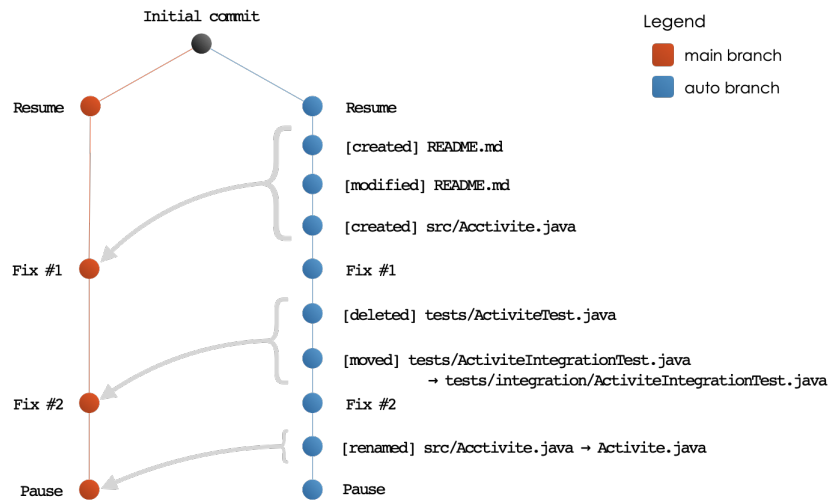 Initial commit
Legend
main branch
auto branch
Resume
Resume
[created] README.md
[modified] README.md
[created] src/Acctivite.java
Fix #1
Fix #1
[deleted] tests/ActiviteTest.java
[moved] tests/ActiviteIntegrationTest.java
→ tests/integration/ActiviteIntegrationTest.java
Fix #2
Fix #2
[renamed] src/Acctivite.java → Activite.java
Pause
Pause